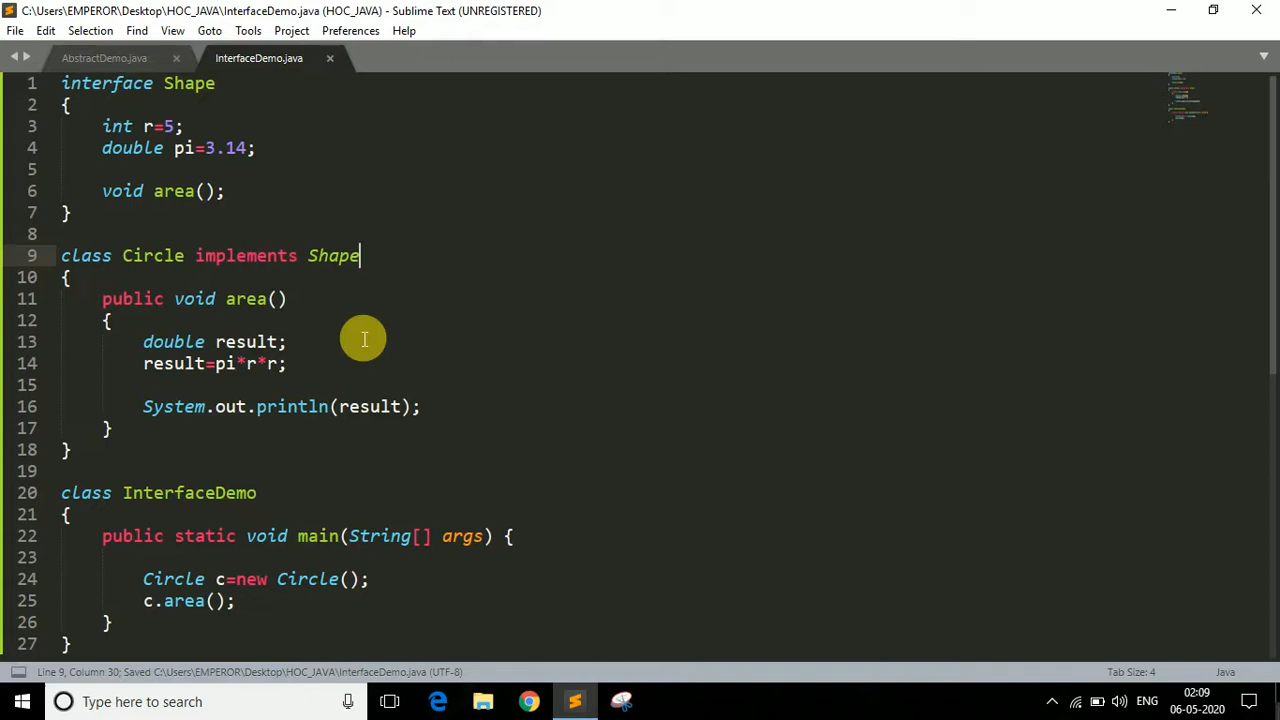 C:\Users\EMPEROR\Desktop\HOC_JAVA\InterfaceDemo.java (HOC_JAVA) - Sublime Text (UNREGISTERED)
File Edit Selection Find View Goto Tools Project Preferences Help
AbstractDemo.java InterfaceDemo.java
1 interface Shape
2 {
3 int r=5;
4 double pi=3.14;
5
6 void area();
7 }
8
9 class Circle implements Shape
10 {
11 public void area()
12 {
13 double result;
14 result=pi*r*r;
15
16 System.out.println(result);
17 }
18 }
19
20 class InterfaceDemo
21 {
22 public static void main(String[] args) {
23
24 Circle c=new Circle();
25 c.area();
26 }
27 }
Line 9, Column 30; Saved C:\Users\EMPEROR\Desktop\HOC_JAVA\InterfaceDemo.java (UTF-8) Tab Size: 4 Java
Type here to search ENG 02:09
06-05-2020